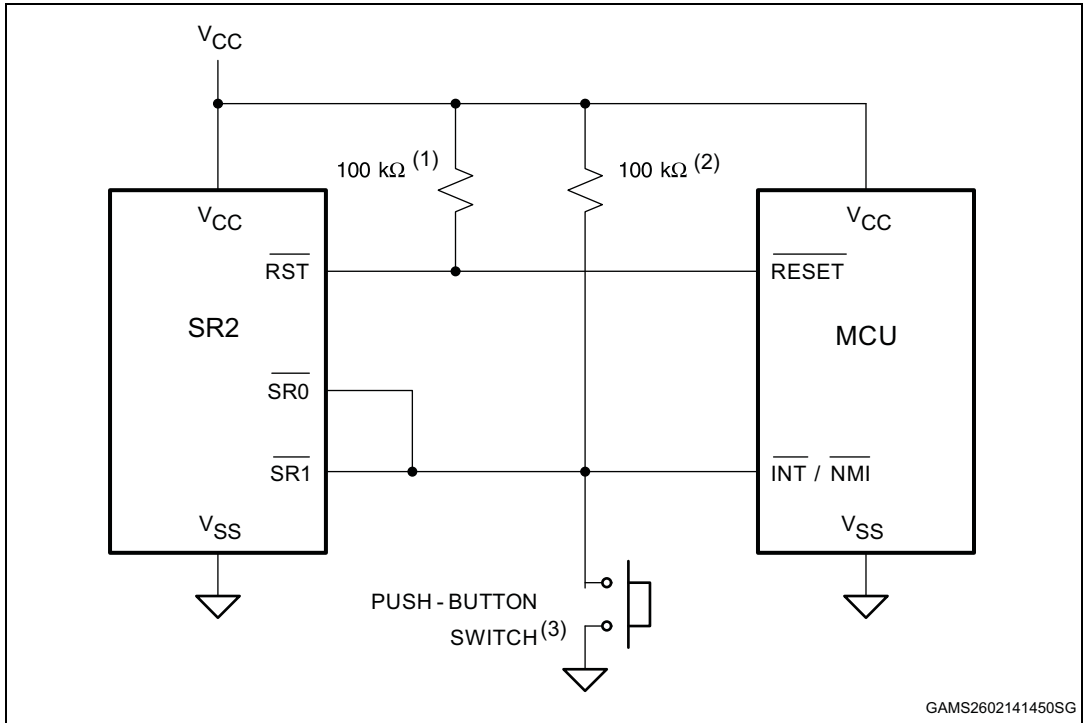 VCC
100 kΩ (1)
100 kΩ (2)
VCC
RST
SR2
SR0
SR1
VSS
VCC
RESET
MCU
INT / NMI
VSS
PUSH - BUTTON
SWITCH(3)
GAMS2602141450SG